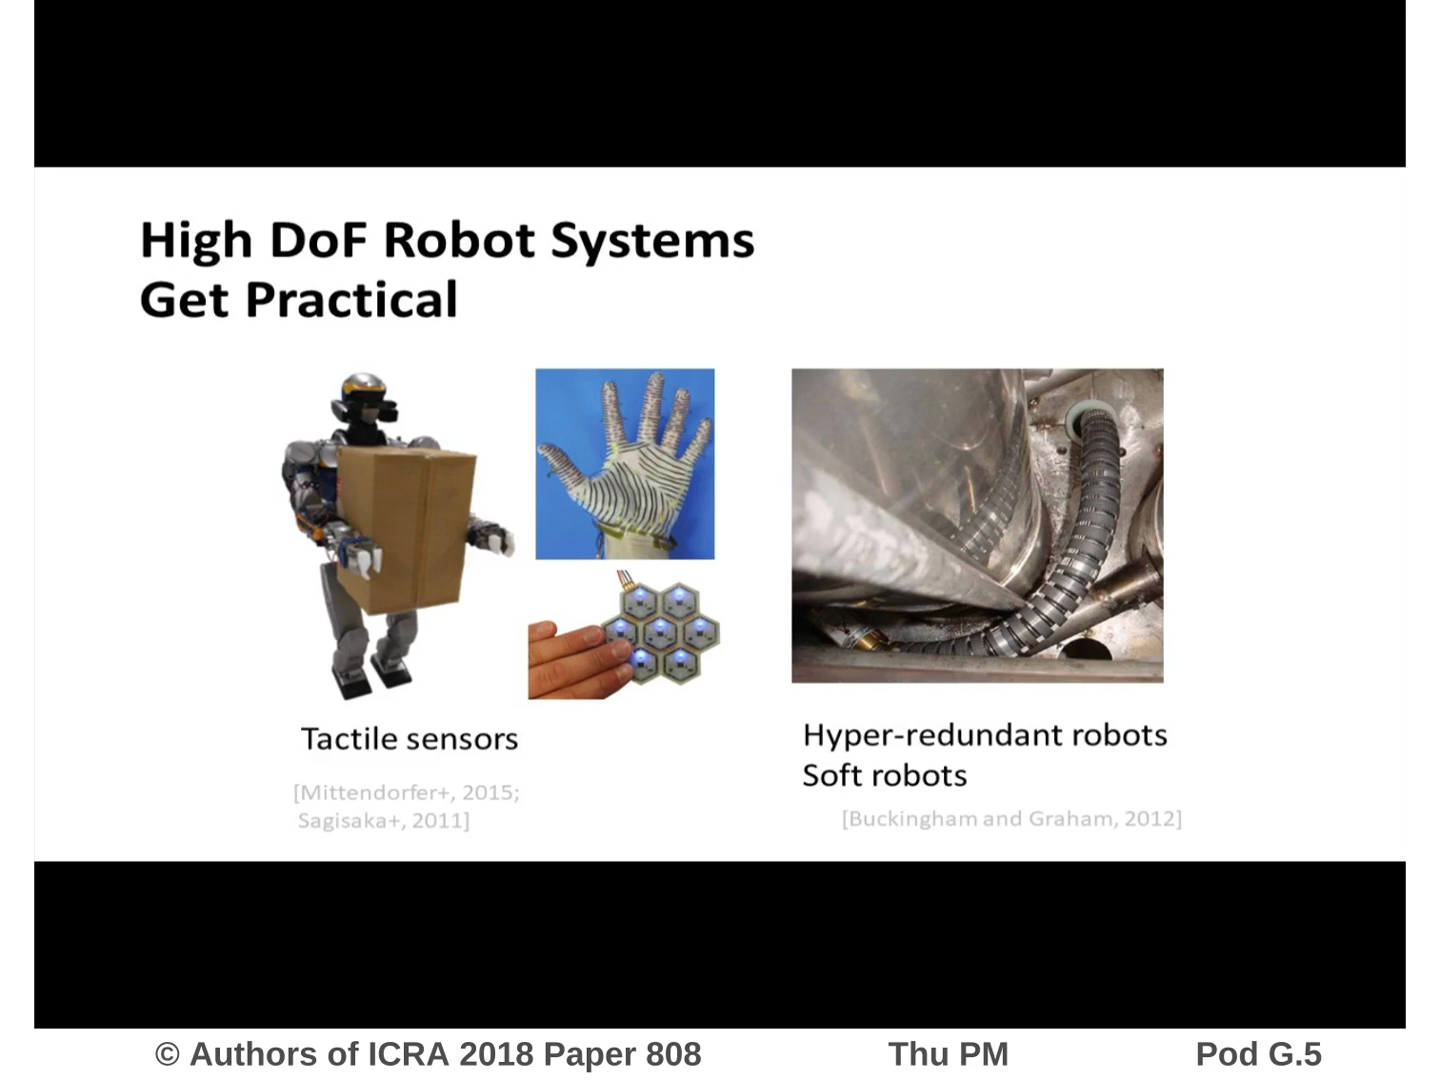 High DoF Robot Systems
Get Practical
Tactile sensors
[Mittendorfer+, 2015;
Sagisaka+, 2011]
Hyper-redundant robots
Soft robots
[Buckingham and Graham, 2012]
© Authors of ICRA 2018 Paper 808 Thu PM Pod G.5